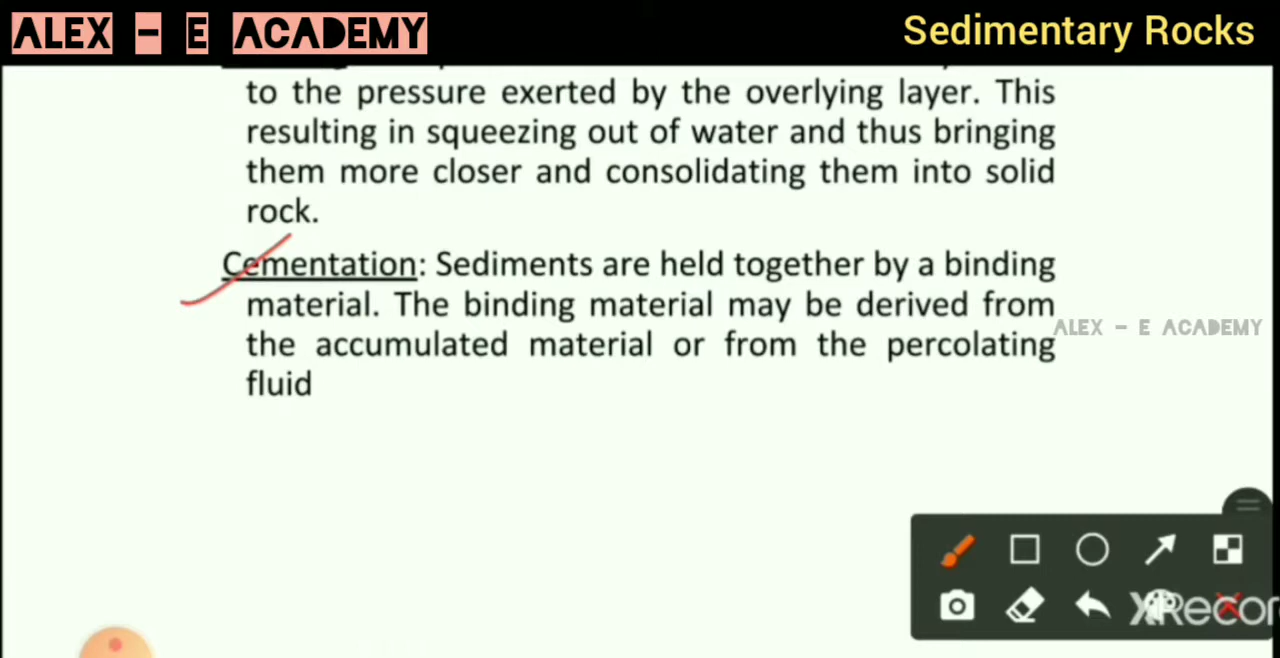 ALEX - E ACADEMY
Sedimentary Rocks
to the pressure exerted by the overlying layer. This
resulting in squeezing out of water and thus bringing
them more closer and consolidating them into solid
rock.
Cementation: Sediments are held together by a binding
material. The binding material may be derived from
the accumulated material or from the percolating
fluid
ALEX - E ACADEMY
XRecor